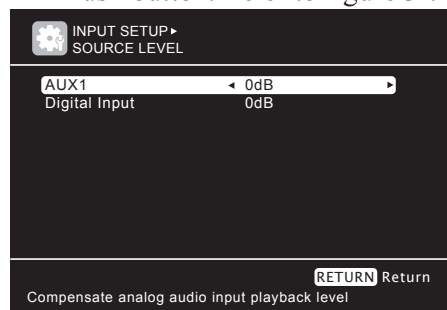 INPUT SETUP▸
SOURCE LEVEL
AUX1 ◂ 0dB ▸
Digital Input 0dB
RETURN Return
Compensate analog audio input playback level